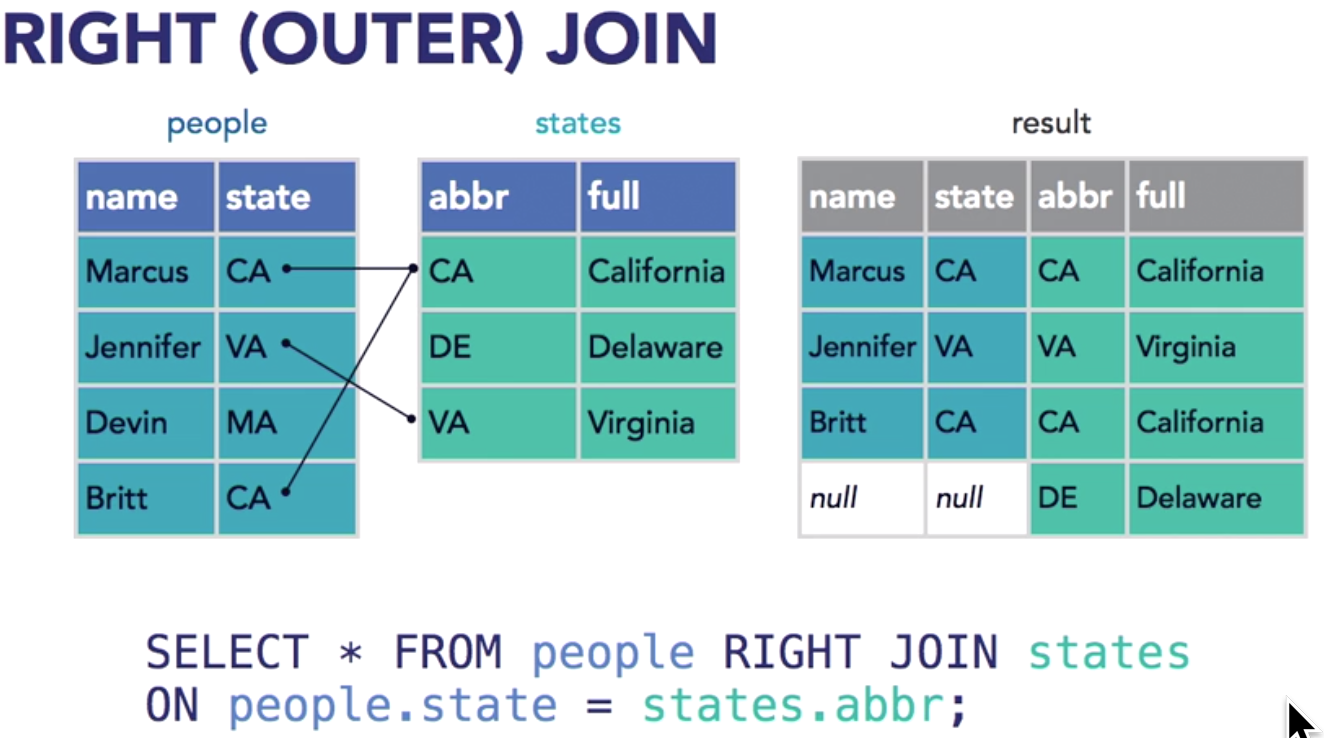 RIGHT (OUTER) JOIN
people
name state
Marcus CA
Jennifer VA
Devin MA
Britt CA
states
abbr full
CA California
DE Delaware
VA Virginia
result
name state abbr full
Marcus CA CA California
Jennifer VA VA Virginia
Britt CA CA California
null null DE Delaware
SELECT * FROM people RIGHT JOIN states
ON people.state = states.abbr;